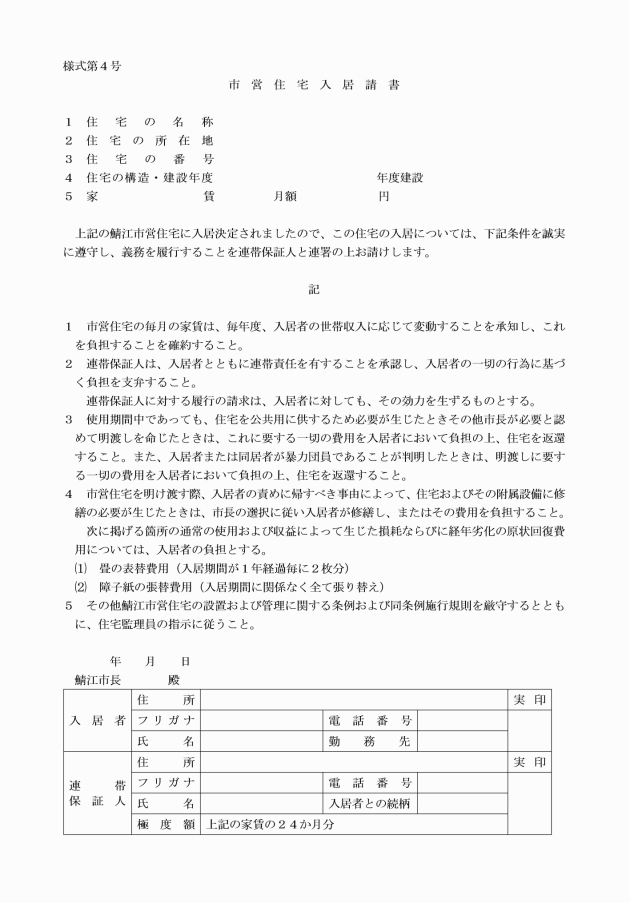 様式第４号
市営住宅入居請書
１　住宅の名称
２　住宅の所在地
３　住宅の番号
４　住宅の構造・建設年度　　　　年度建設
５　家賃　　月額　　円
上記の鯖江市営住宅に入居決定されましたので、この住宅の入居については、下記条件を誠実
に遵守し、義務を履行することを連帯保証人と連署の上お請けします。
記
１　市営住宅の毎月の家賃は、毎年度、入居者の世帯収入に応じて変動することを承知し、これ
を負担することを確約すること。
２　連帯保証人は、入居者とともに連帯責任を有することを承認し、入居者の一切の行為に基づ
く負担を支弁すること。
連帯保証人に対する履行の請求は、入居者に対しても、その効力を生ずるものとする。
３　使用期間中であっても、住宅を公共用に供するため必要が生じたときその他市長が必要と認
めて明渡しを命じたときは、これに要する一切の費用を入居者において負担の上、住宅を返還
すること。また、入居者または同居者が暴力団員であることが判明したときは、明渡しに要す
る一切の費用を入居者において負担の上、住宅を返還すること。
４　市営住宅を明け渡す際、入居者の責めに帰すべき事由によって、住宅およびその附属設備に修
繕の必要が生じたときは、市長の選択に従い入居者が修繕し、またはその費用を負担すること。
次に掲げる箇所の通常の使用および収益によって生じた損耗ならびに経年劣化の原状回復費
用については、入居者の負担とする。
⑴　畳の表替費用（入居期間が１年経過毎に２枚分）
⑵　障子紙の張替費用（入居期間に関係なく全て張り替え）
５　その他鯖江市営住宅の設置および管理に関する条例および同条例施行規則を厳守するととも
に、住宅監理員の指示に従うこと。
年　　月　　日
鯖江市長　　　　殿
入居者　住所　実印
フリガナ　電話番号
氏名　勤務先
連帯保証人　住所　実印
フリガナ　電話番号
氏名　入居者との続柄
極度額　上記の家賃の２４か月分